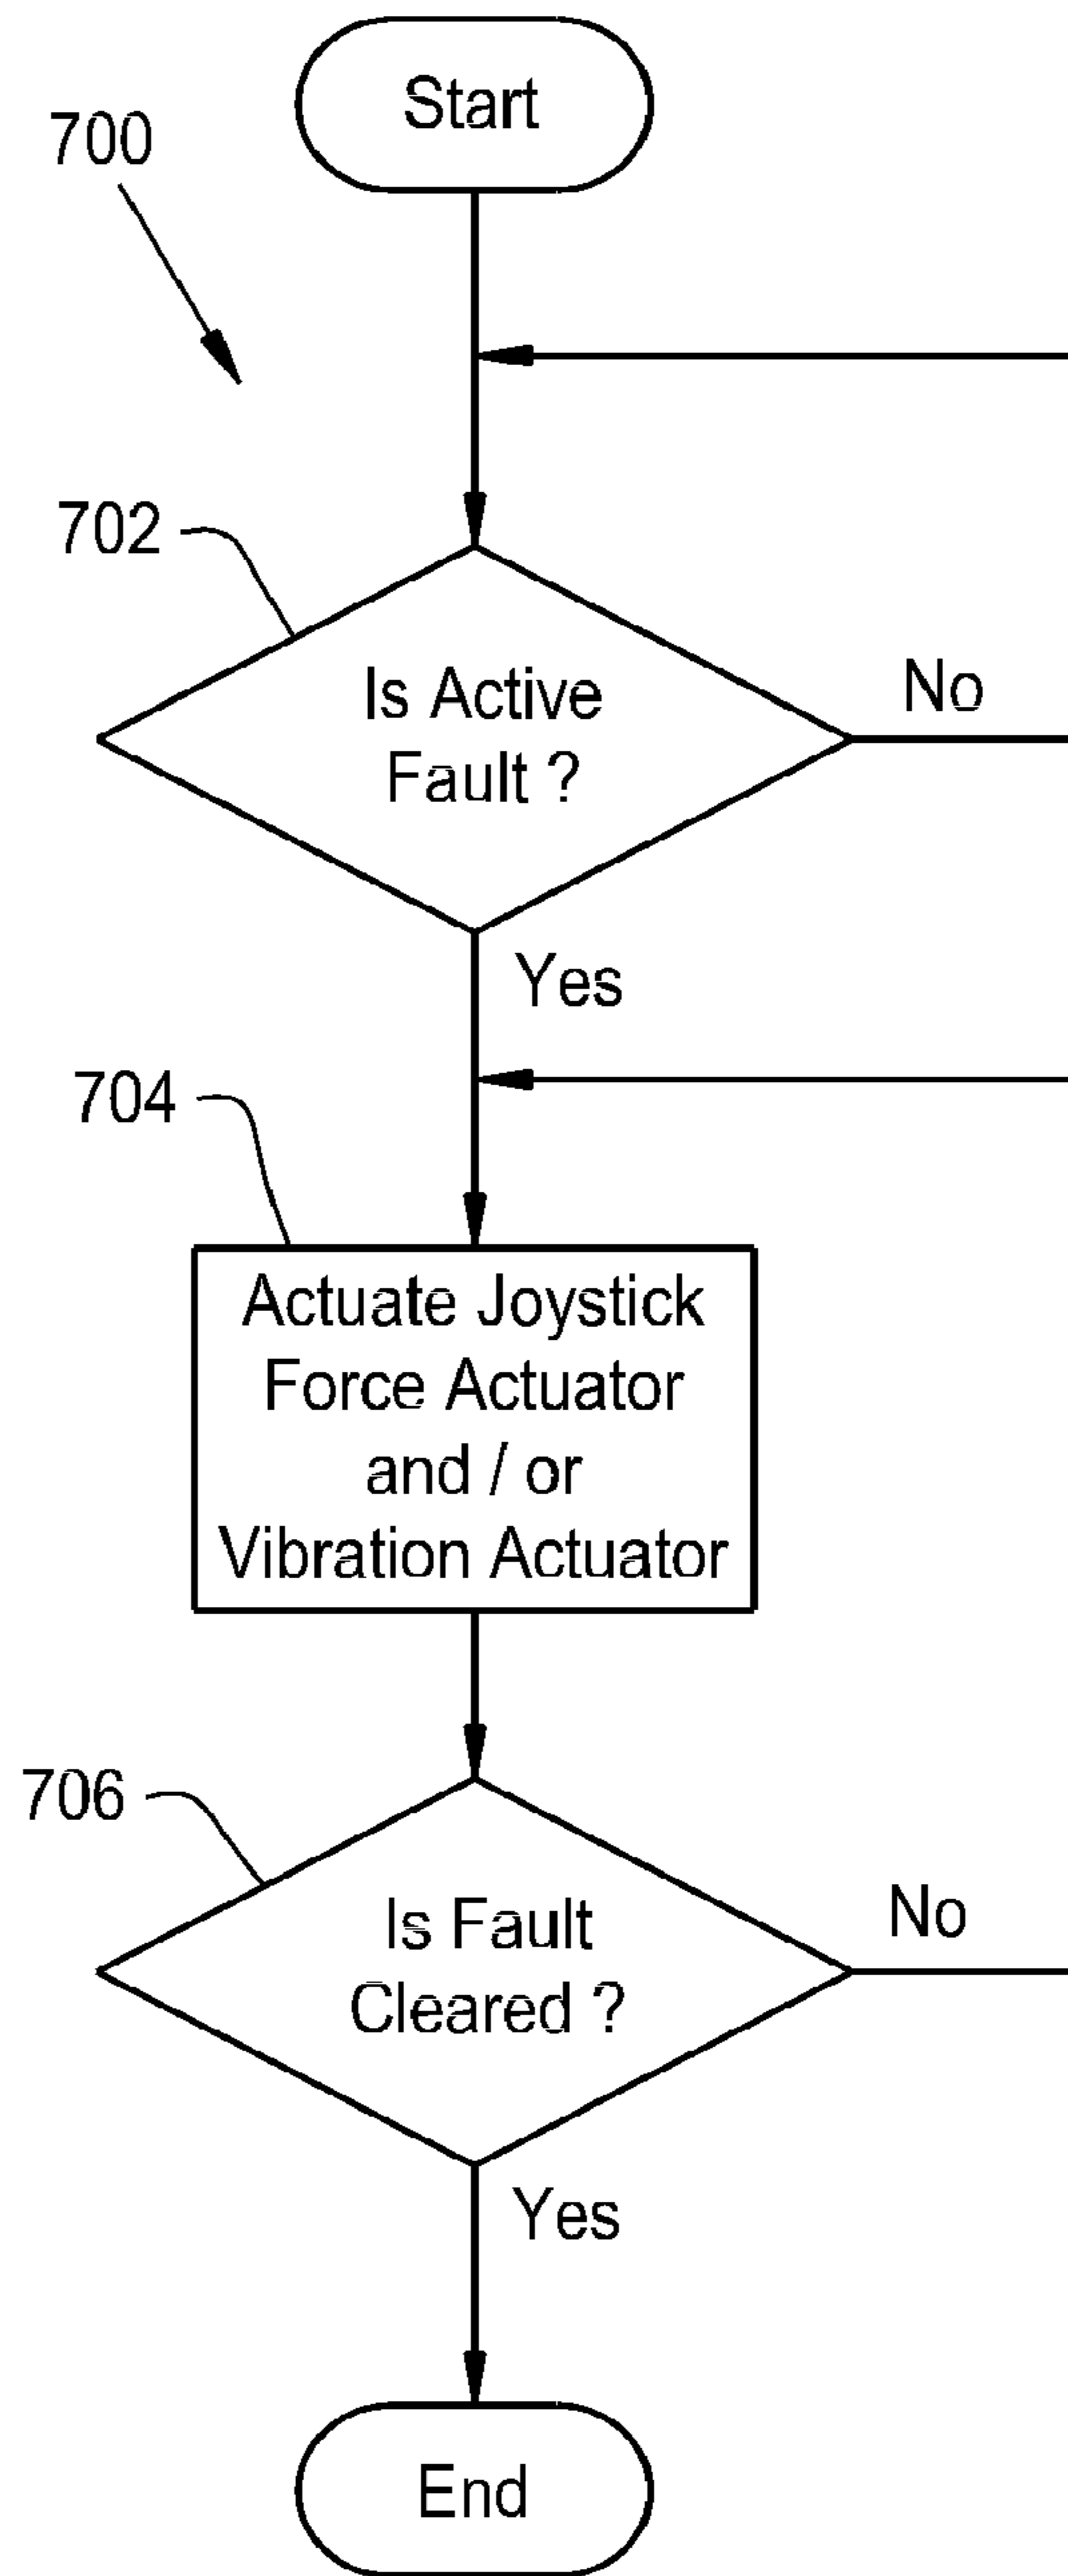 Start
700
702
Is Active
Fault ?
No
Yes
704
Actuate Joystick
Force Actuator
and / or
Vibration Actuator
706
Is Fault
Cleared ?
No
Yes
End